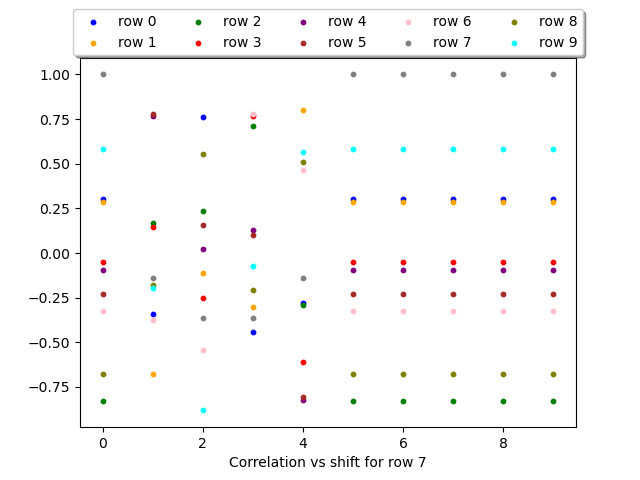 row 0 row 2 row 4 row 6 row 8
row 1 row 3 row 5 row 7 row 9
1.00
0.75
0.50
0.25
0.00
−0.25
−0.50
−0.75
0 2 4 6 8
Correlation vs shift for row 7